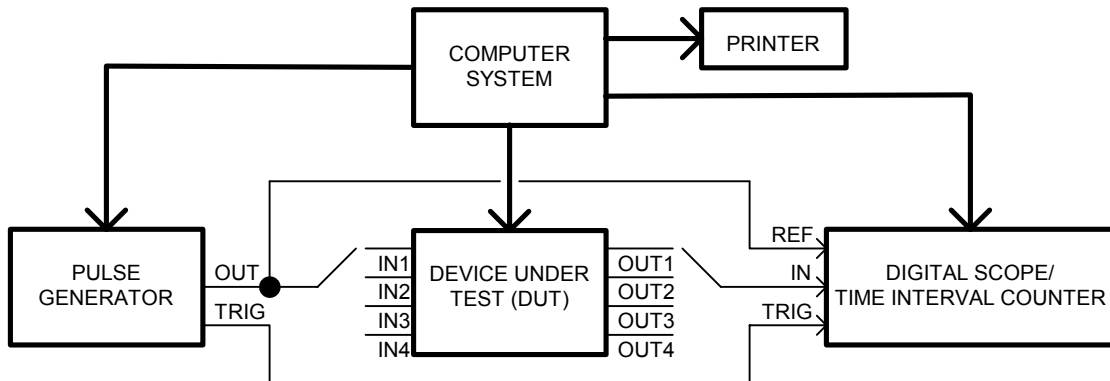 COMPUTER
SYSTEM
PRINTER
PULSE
GENERATOR
OUT
TRIG
IN1
IN2
IN3
IN4
DEVICE UNDER
TEST (DUT)
OUT1
OUT2
OUT3
OUT4
REF
IN
TRIG
DIGITAL SCOPE/
TIME INTERVAL COUNTER